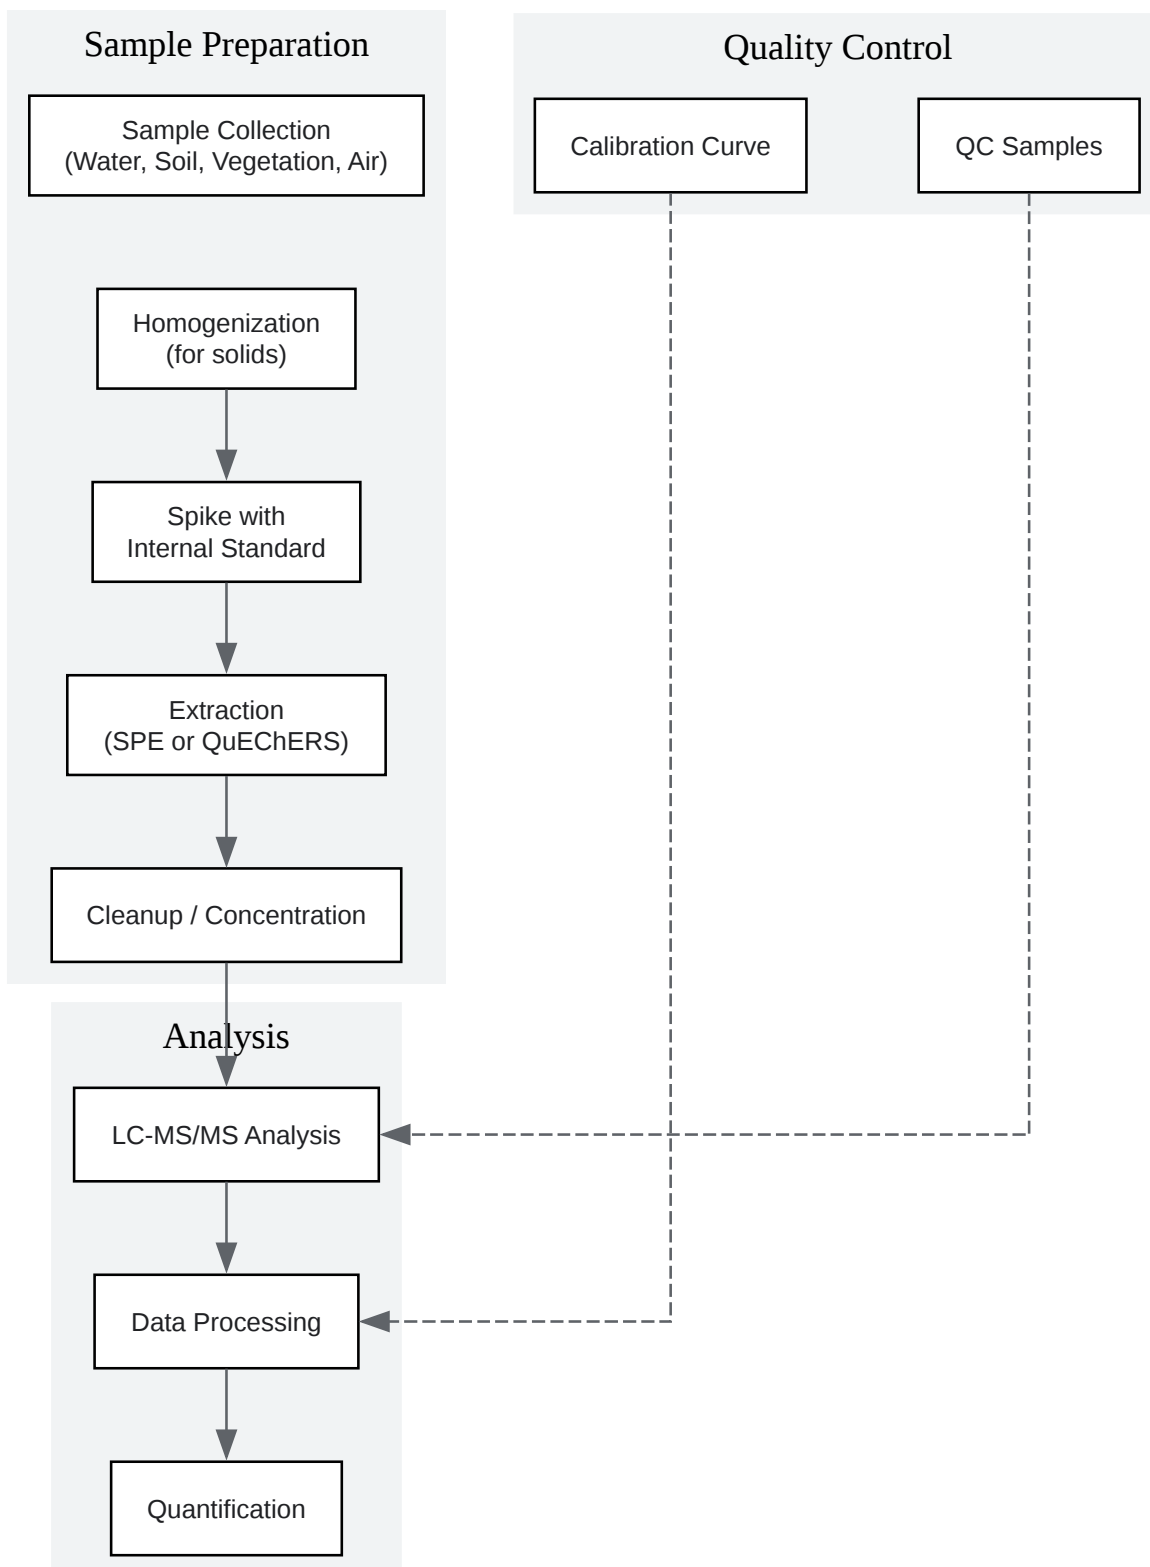 Sample Preparation
Sample Collection
(Water, Soil, Vegetation, Air)
Homogenization
(for solids)
Spike with
Internal Standard
Extraction
(SPE or QuEChERS)
Cleanup / Concentration
Quality Control
Calibration Curve
QC Samples
Analysis
LC-MS/MS Analysis
Data Processing
Quantification